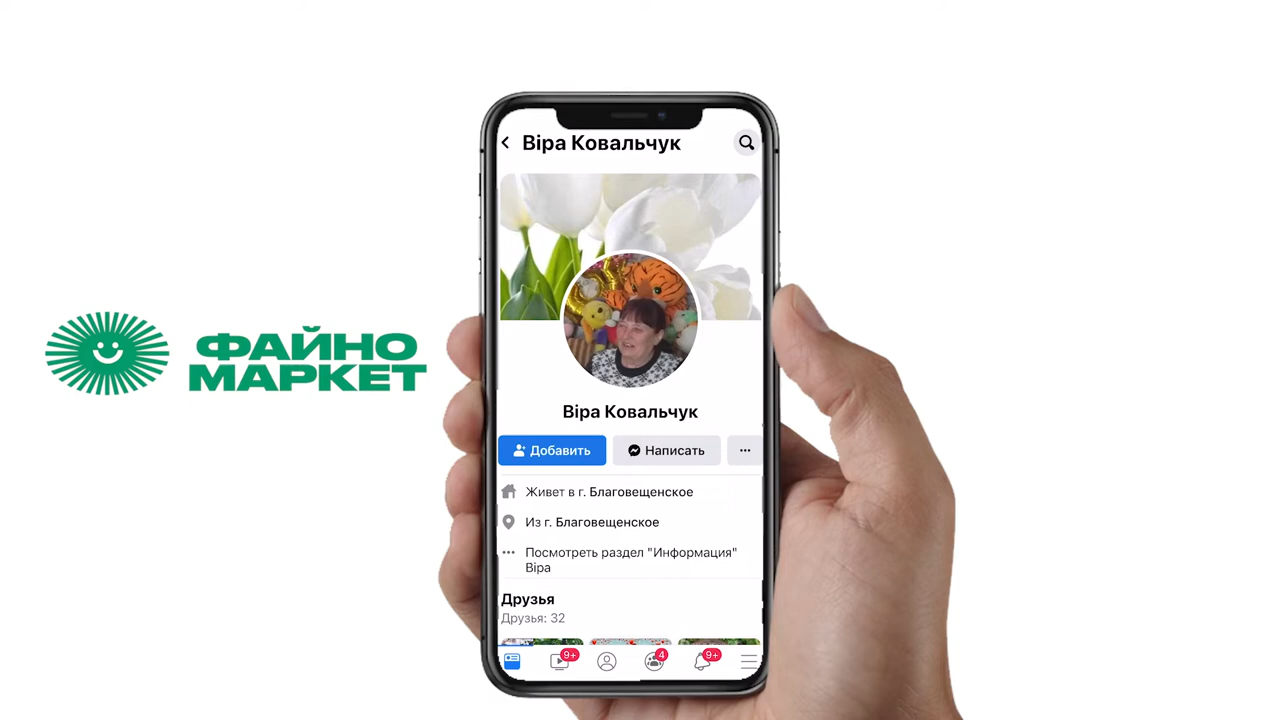 Віра Ковальчук
ФАЙНО
МАРКЕТ
Віра Ковальчук
Добавить
Написать
Живет в г. Благовещенское
Из г. Благовещенское
Посмотреть раздел "Информация"
Віра
Друзья
Друзья: 32
9+
4
9+